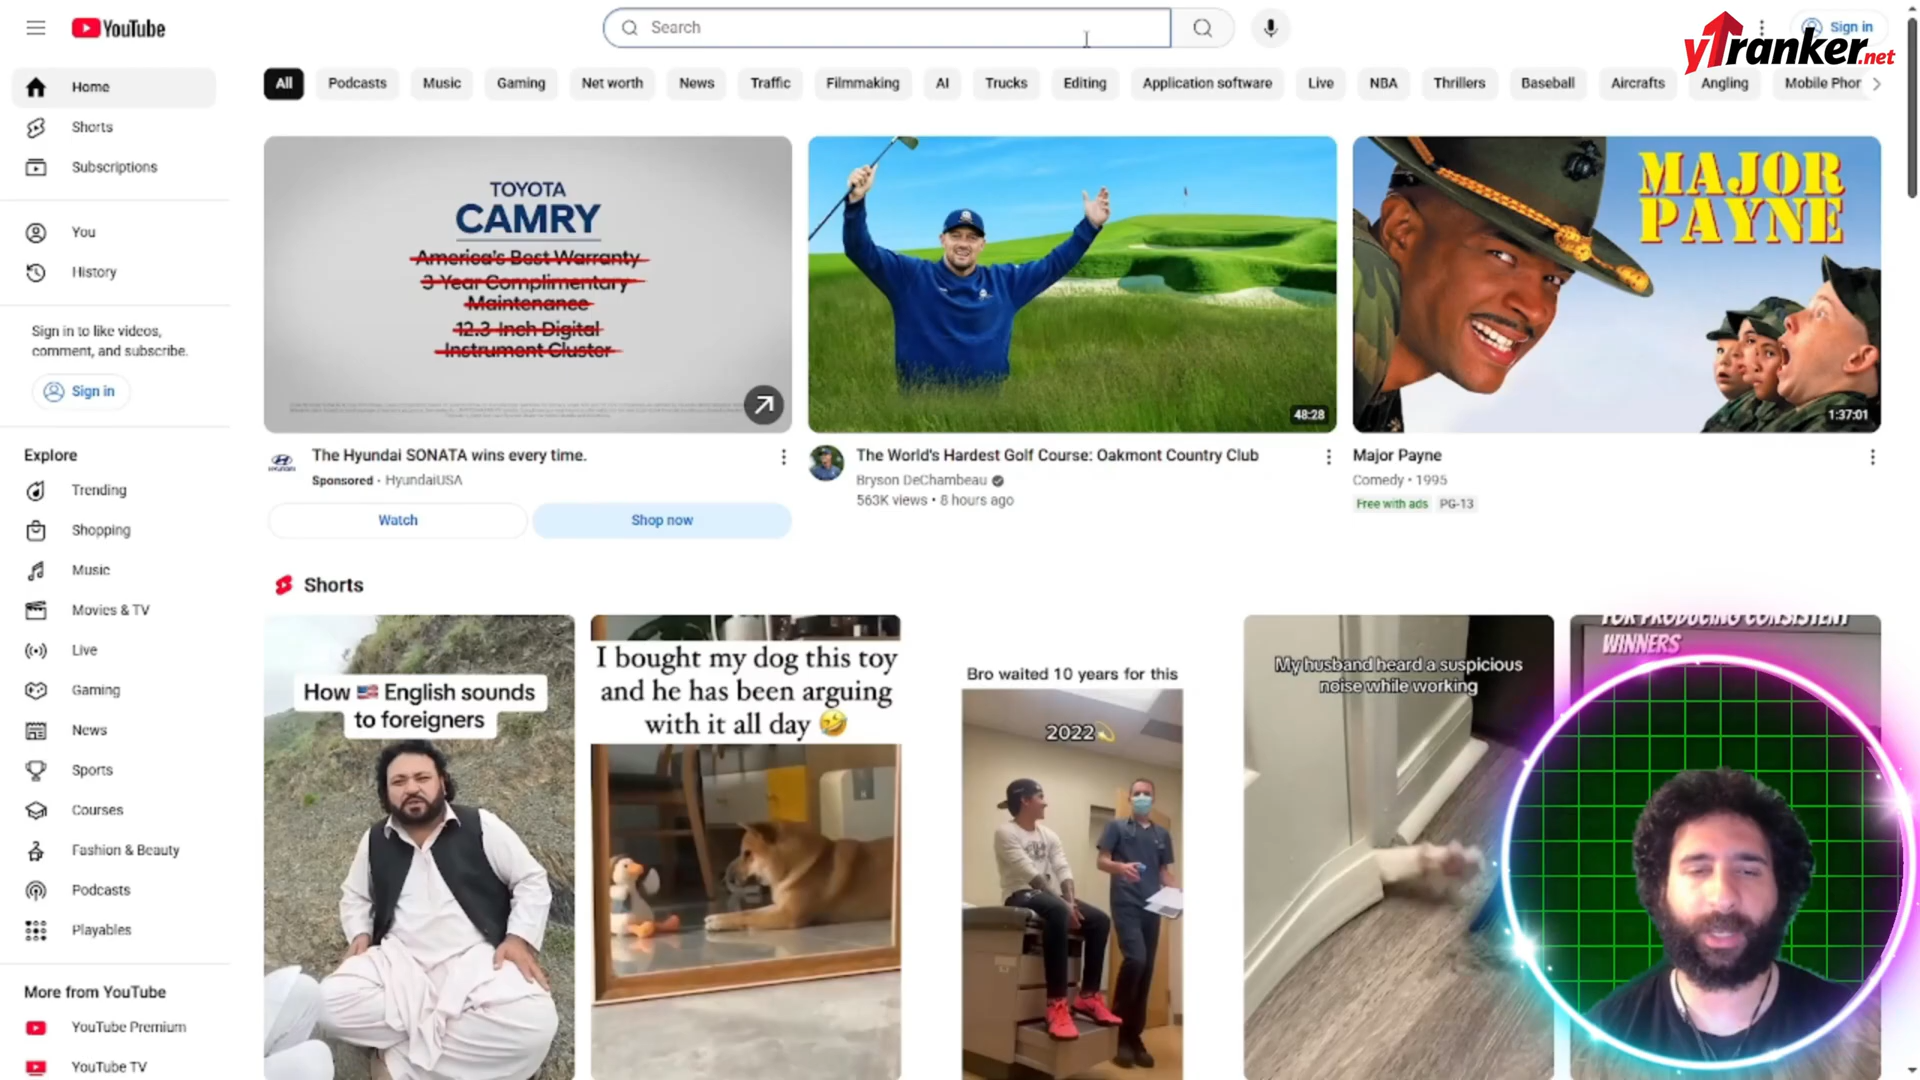 YouTube
Search
Sign in
yTranker.net
All
Podcasts
Music
Gaming
Net worth
News
Traffic
Filmmaking
AI
Trucks
Editing
Application software
Live
NBA
Thrillers
Baseball
Aircrafts
Angling
Mobile Phor
Home
Shorts
Subscriptions
You
History
Sign in to like videos,
comment, and subscribe.
Sign in
Explore
Trending
Shopping
Music
Movies & TV
Live
Gaming
News
Sports
Courses
Fashion & Beauty
Podcasts
Playables
More from YouTube
YouTube Premium
YouTube TV
TOYOTA
CAMRY
America's Best Warranty
3-Year Complimentary
Maintenance
12.3-Inch Digital
Instrument Cluster
The Hyundai SONATA wins every time.
Sponsored • HyundaiUSA
Watch
Shop now
48:28
The World's Hardest Golf Course: Oakmont Country Club
Bryson DeChambeau
563K views • 8 hours ago
MAJOR
PAYNE
1:37:01
Major Payne
Comedy • 1995
Free with ads PG-13
Shorts
How 🇺🇸 English sounds
to foreigners
I bought my dog this toy
and he has been arguing
with it all day 🤣
Bro waited 10 years for this
2022💫
My husband heard a suspicious
noise while working
FOR PRODUCING CONSISTENT
WINNERS